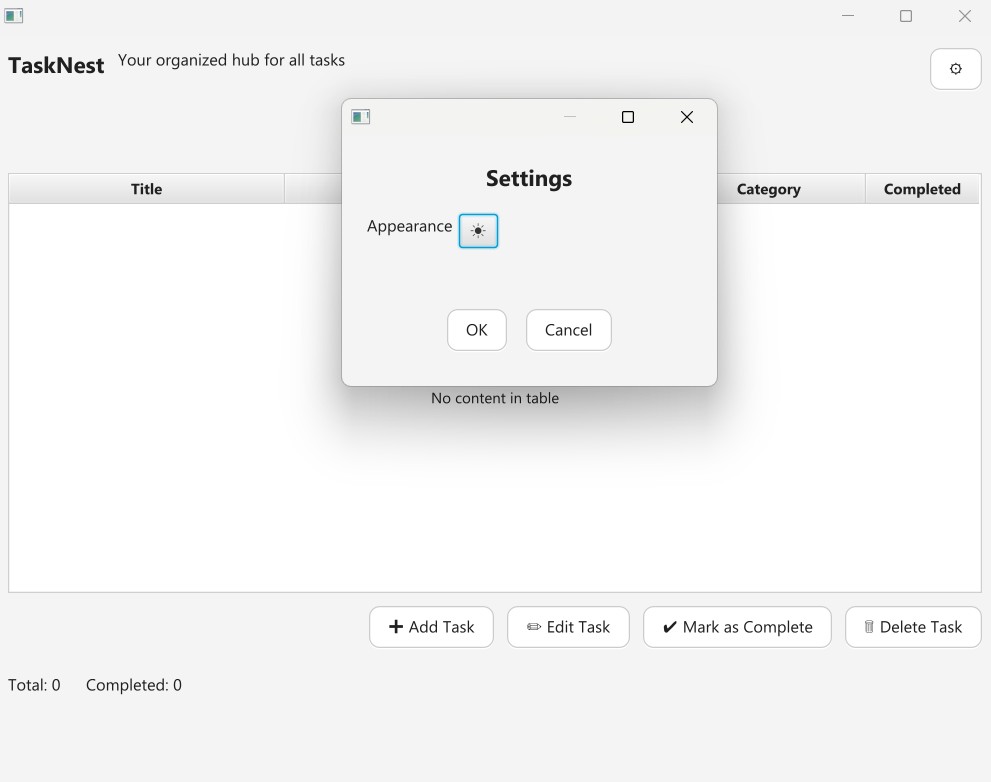 TaskNest Your organized hub for all tasks
Settings
Title Category Completed
Appearance
OK Cancel
No content in table
Add Task Edit Task Mark as Complete Delete Task
Total: 0 Completed: 0